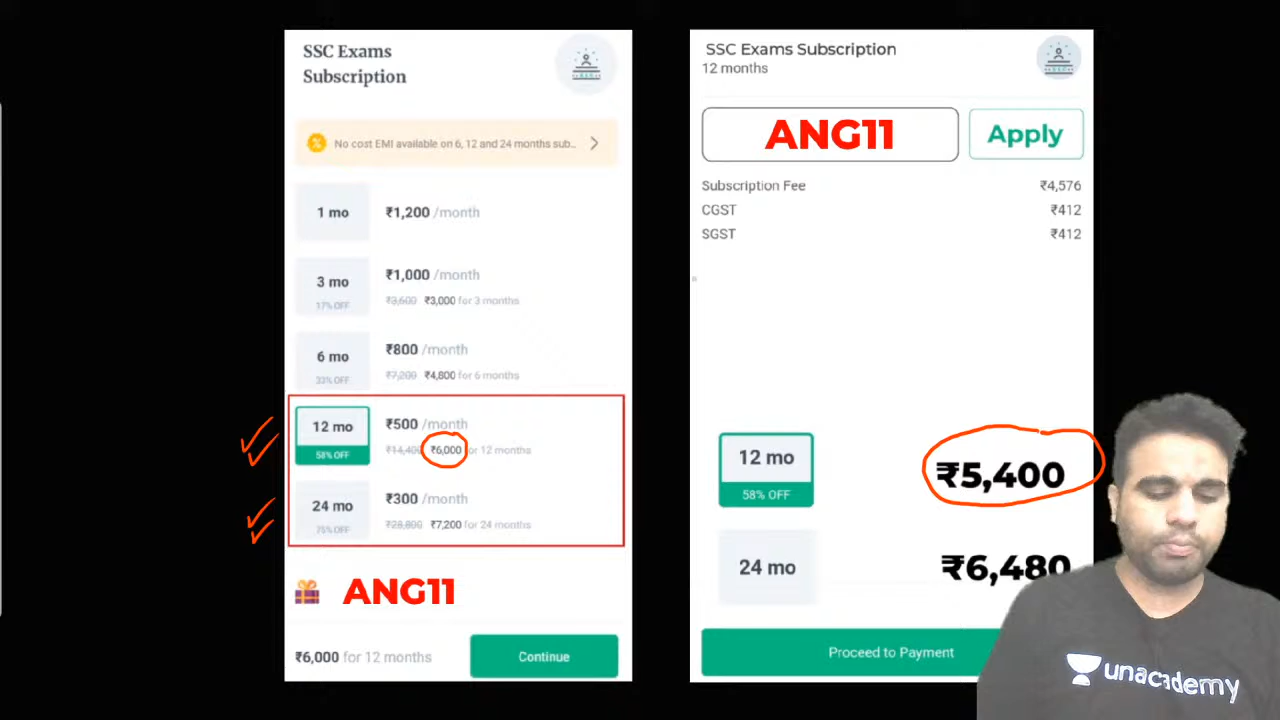 SSC Exams
Subscription
No cost EMI available on 6, 12 and 24 months sub..
1 mo
₹1,200 /month
3 mo
17% OFF
₹1,000 /month
₹3,600 ₹3,000 for 3 months
6 mo
33% OFF
₹800 /month
₹7,200 ₹4,800 for 6 months
12 mo
58% OFF
₹500 /month
₹14,400 ₹6,000 for 12 months
24 mo
75% OFF
₹300 /month
₹28,800 ₹7,200 for 24 months
ANG11
₹6,000 for 12 months
Continue
SSC Exams Subscription
12 months
ANG11
Apply
Subscription Fee ₹4,576
CGST ₹412
SGST ₹412
12 mo
58% OFF
₹5,400
24 mo
₹6,480
Proceed to Payment
unacademy